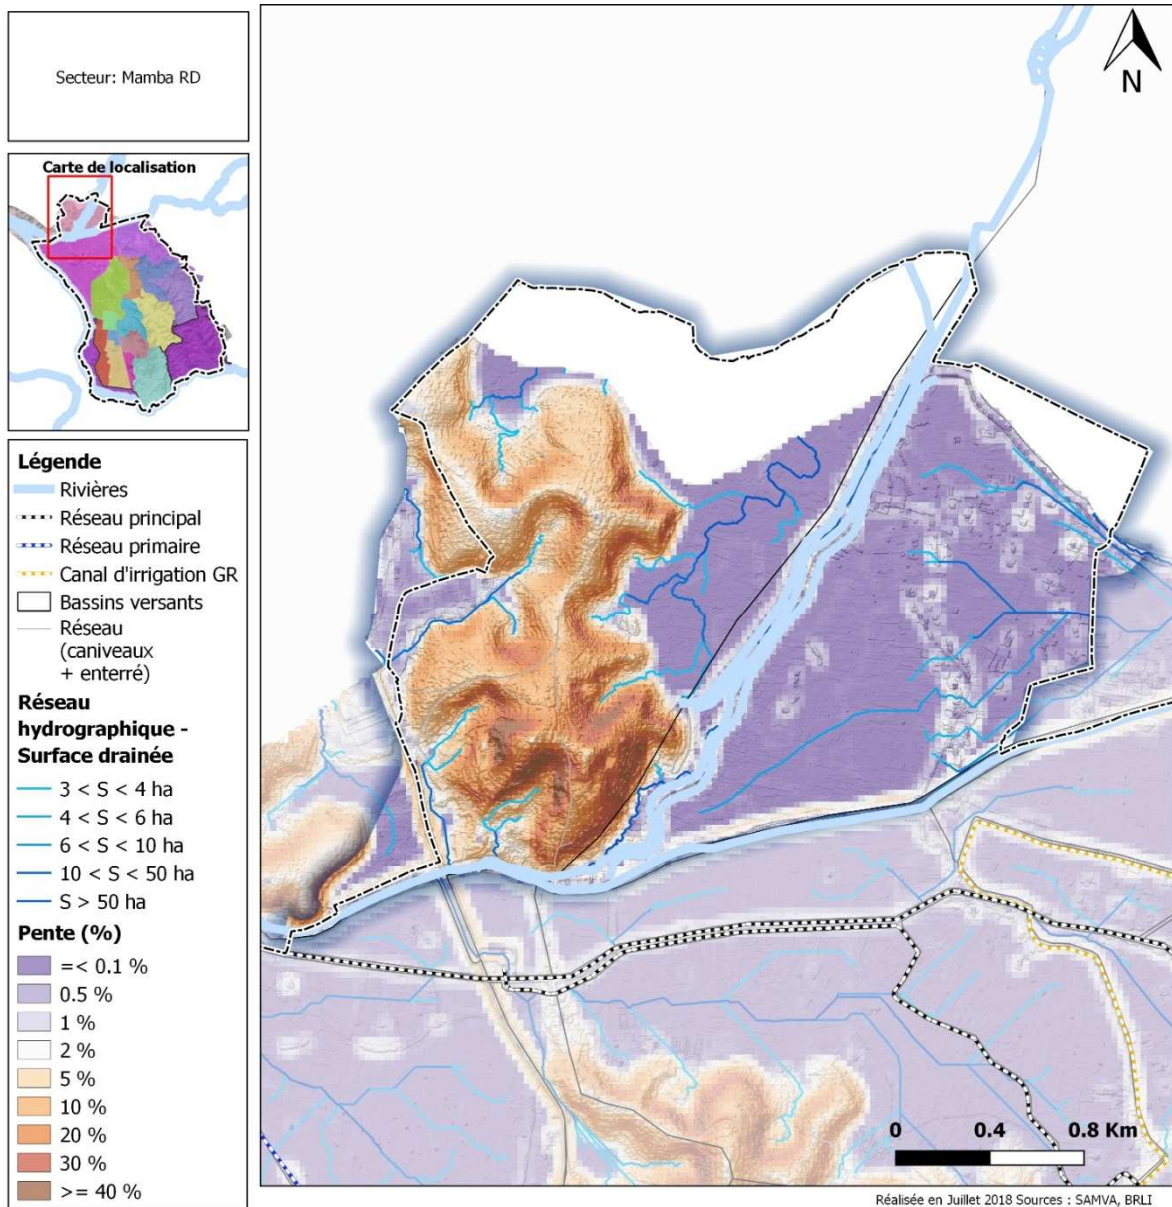 Secteur: Mamba RD
Carte de localisation
Légende
Rivières
Réseau principal
Réseau primaire
Canal d'irrigation GR
Bassins versants
Réseau
(caniveaux
+ enterré)
Réseau
hydrographique -
Surface drainée
3 < S < 4 ha
4 < S < 6 ha
6 < S < 10 ha
10 < S < 50 ha
S > 50 ha
Pente (%)
=< 0.1 %
0.5 %
1 %
2 %
5 %
10 %
20 %
30 %
>= 40 %
N
0 0.4 0.8 Km
Réalisée en Juillet 2018 Sources : SAMVA, BRLI